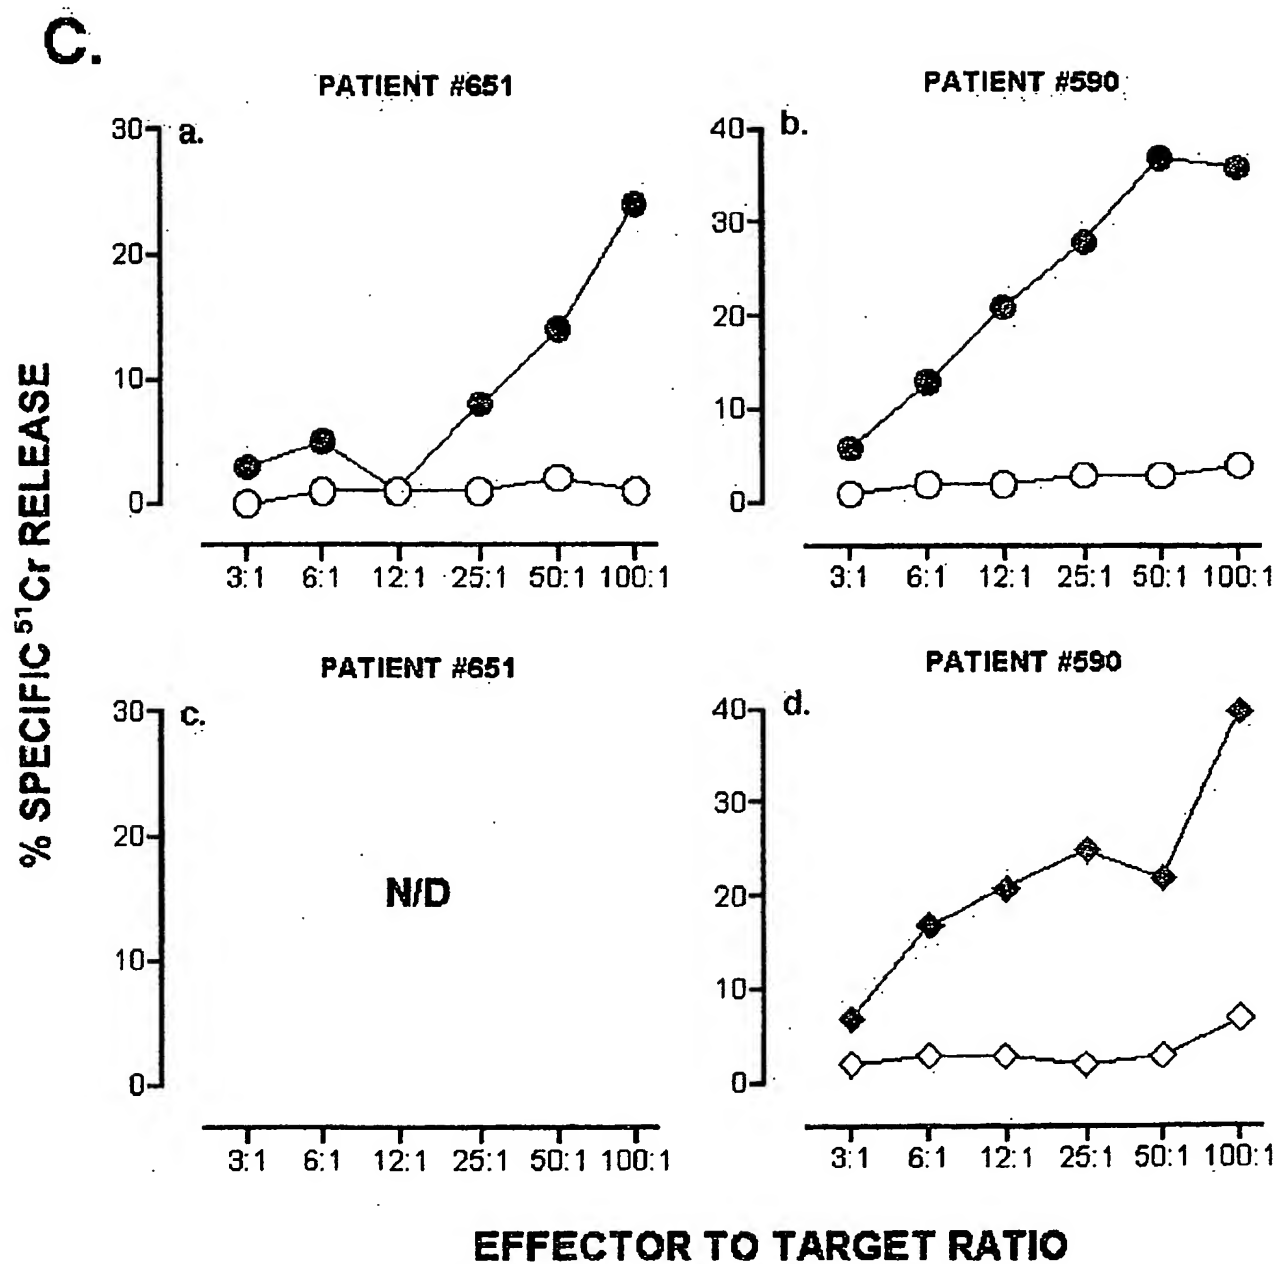 C.
PATIENT #651
a.
30
20
10
0
3:1 6:1 12:1 25:1 50:1 100:1
PATIENT #590
b.
40
30
20
10
0
3:1 6:1 12:1 25:1 50:1 100:1
% SPECIFIC ⁵¹Cr RELEASE
PATIENT #651
c.
30
20
10
0
N/D
3:1 6:1 12:1 25:1 50:1 100:1
PATIENT #590
d.
40
30
20
10
0
3:1 6:1 12:1 25:1 50:1 100:1
EFFECTOR TO TARGET RATIO